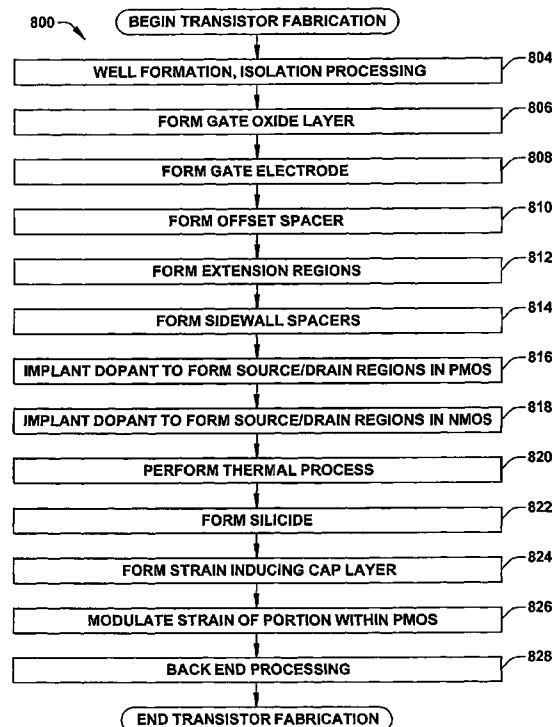 800
BEGIN TRANSISTOR FABRICATION
804
WELL FORMATION, ISOLATION PROCESSING
806
FORM GATE OXIDE LAYER
808
FORM GATE ELECTRODE
810
FORM OFFSET SPACER
812
FORM EXTENSION REGIONS
814
FORM SIDEWALL SPACERS
816
IMPLANT DOPANT TO FORM SOURCE/DRAIN REGIONS IN PMOS
818
IMPLANT DOPANT TO FORM SOURCE/DRAIN REGIONS IN NMOS
820
PERFORM THERMAL PROCESS
822
FORM SILICIDE
824
FORM STRAIN INDUCING CAP LAYER
826
MODULATE STRAIN OF PORTION WITHIN PMOS
828
BACK END PROCESSING
END TRANSISTOR FABRICATION